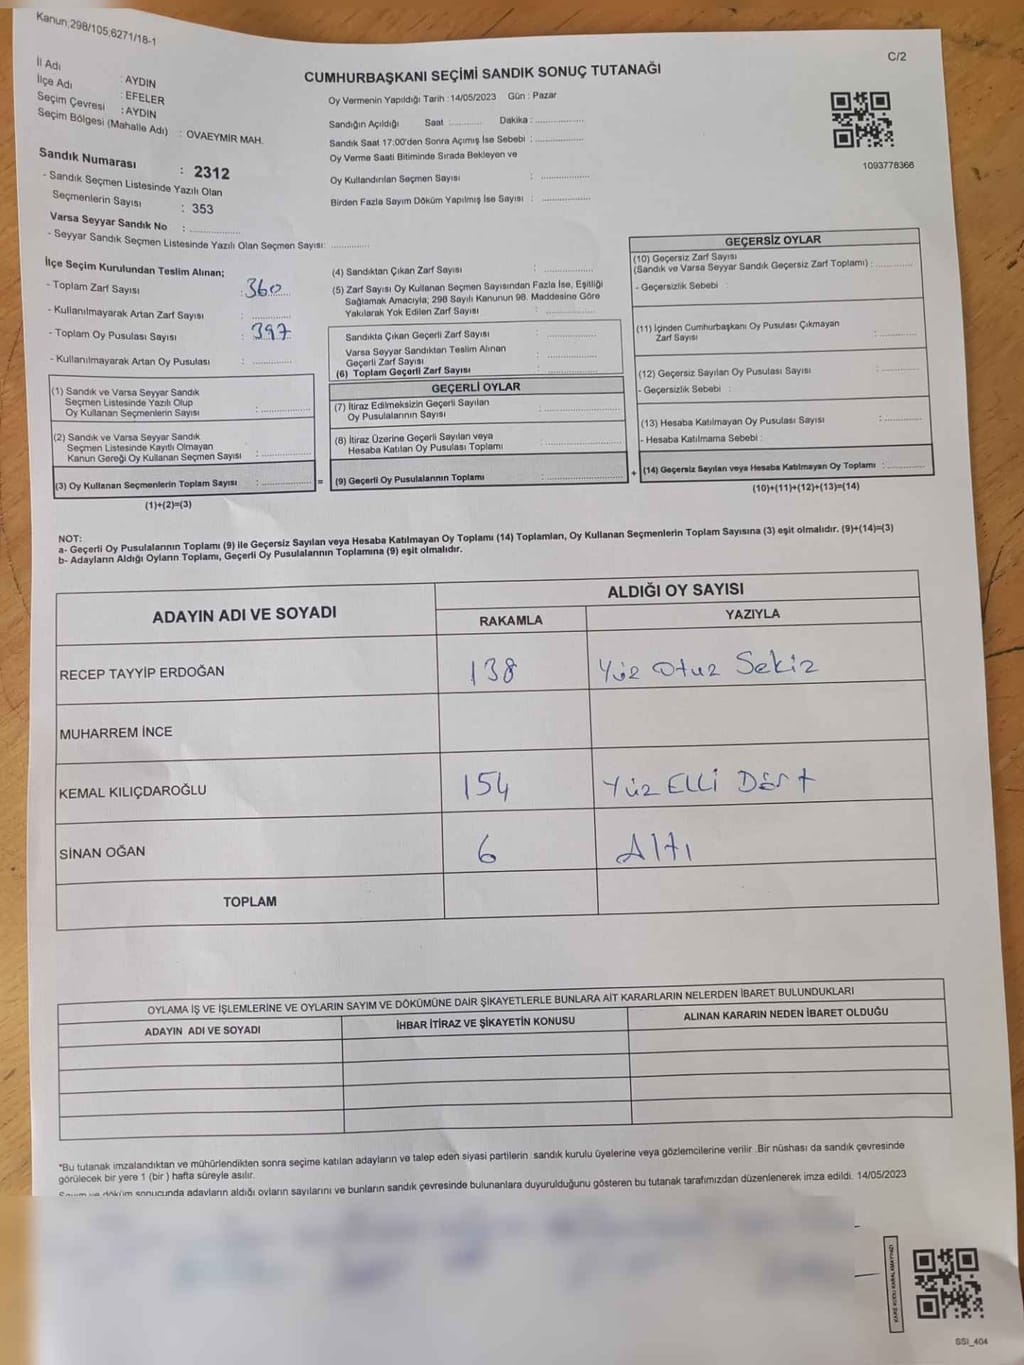 Kanun;298/105,6271/18-1
C/2
İl Adı : AYDIN
İlçe Adı : EFELER
Seçim Çevresi : AYDIN
Seçim Bölgesi (Mahalle Adı) : OVAEYMİR MAH.
Sandık Numarası : 2312
- Sandık Seçmen Listesinde Yazılı Olan
Seçmenlerin Sayısı : 353
Varsa Seyyar Sandık No : ..............
- Seyyar Sandık Seçmen Listesinde Yazılı Olan Seçmen Sayısı: ............
CUMHURBAŞKANI SEÇİMİ SANDIK SONUÇ TUTANAĞI
Oy Vermenin Yapıldığı Tarih : 14/05/2023 Gün : Pazar
Sandığın Açıldığı Saat :........... Dakika :...............
Sandık Saat 17:00'den Sonra Açımış İse Sebebi : ...............
Oy Verme Saati Bitiminde Sırada Bekleyen ve
Oy Kullandırılan Seçmen Sayısı : ...............
Birden Fazla Sayım Döküm Yapılmış İse Sayısı : ...............
1093778366
İlçe Seçim Kurulundan Teslim Alınan;
- Toplam Zarf Sayısı : 360
- Kullanılmayarak Artan Zarf Sayısı : ............
- Toplam Oy Pusulası Sayısı : 397
- Kullanılmayarak Artan Oy Pusulası : ............
(1) Sandık ve Varsa Seyyar Sandık
Seçmen Listesinde Yazılı Olup
Oy Kullanan Seçmenlerin Sayısı : ...............
(2) Sandık ve Varsa Seyyar Sandık
Seçmen Listesinde Kayıtlı Olmayan
Kanun Gereği Oy Kullanan Seçmen Sayısı : ...............
(3) Oy Kullanan Seçmenlerin Toplam Sayısı : ...............
(1)+(2)=(3)
(4) Sandıktan Çıkan Zarf Sayısı : ...............
(5) Zarf Sayısı Oy Kullanan Seçmen Sayısından Fazla İse, Eşitliği
Sağlamak Amacıyla; 298 Sayılı Kanunun 98. Maddesine Göre
Yakılarak Yok Edilen Zarf Sayısı : ...............
Sandıkta Çıkan Geçerli Zarf Sayısı : ...............
Varsa Seyyar Sandıktan Teslim Alınan
Geçerli Zarf Sayısı : ...............
(6) Toplam Geçerli Zarf Sayısı : ...............
GEÇERLİ OYLAR
(7) İtiraz Edilmeksizin Geçerli Sayılan
Oy Pusulalarının Sayısı : ...............
(8) İtiraz Üzerine Geçerli Sayılan veya
Hesaba Katılan Oy Pusulası Toplamı : ...............
= (9) Geçerli Oy Pusulalarının Toplamı : ...............
GEÇERSİZ OYLAR
(10) Geçersiz Zarf Sayısı
(Sandık ve Varsa Seyyar Sandık Geçersiz Zarf Toplamı) : ............
- Geçersizlik Sebebi :
(11) İçinden Cumhurbaşkanı Oy Pusulası Çıkmayan
Zarf Sayısı : ............
(12) Geçersiz Sayılan Oy Pusulası Sayısı : ............
- Geçersizlik Sebebi :
(13) Hesaba Katılmayan Oy Pusulası Sayısı : ............
- Hesaba Katılmama Sebebi :
+ (14) Geçersiz Sayılan veya Hesaba Katılmayan Oy Toplamı : ............
(10)+(11)+(12)+(13)=(14)
NOT:
a- Geçerli Oy Pusulalarının Toplamı (9) ile Geçersiz Sayılan veya Hesaba Katılmayan Oy Toplamı (14) Toplamları, Oy Kullanan Seçmenlerin Toplam Sayısına (3) eşit olmalıdır. (9)+(14)=(3)
b- Adayların Aldığı Oyların Toplamı, Geçerli Oy Pusulalarının Toplamına (9) eşit olmalıdır.
ADAYIN ADI VE SOYADI ALDIĞI OY SAYISI
RAKAMLA YAZIYLA
RECEP TAYYİP ERDOĞAN 138 Yüz Otuz Sekiz
MUHARREM İNCE
KEMAL KILIÇDAROĞLU 154 Yüz Elli Dört
SİNAN OĞAN 6 Altı
TOPLAM
OYLAMA İŞ VE İŞLEMLERİNE VE OYLARIN SAYIM VE DÖKÜMÜNE DAİR ŞİKAYETLERLE BUNLARA AİT KARARLARIN NELERDEN İBARET BULUNDUKLARI
ADAYIN ADI VE SOYADI İHBAR İTİRAZ VE ŞİKAYETİN KONUSU ALINAN KARARIN NEDEN İBARET OLDUĞU
*Bu tutanak imzalandıktan ve mühürlendikten sonra seçime katılan adayların ve talep eden siyasi partilerin sandık kurulu üyelerine veya gözlemcilerine verilir .Bir nüshası da sandık çevresinde
görülecek bir yere 1 (bir ) hafta süreyle asılır.
Sayım ve döküm sonucunda adayların aldığı oyların sayılarını ve bunların sandık çevresinde bulunanlara duyurulduğunu gösteren bu tutanak tarafımızdan düzenlenerek imza edildi. 14/05/2023
KARE KODU KARALAMAYINIZ!
SSI_404